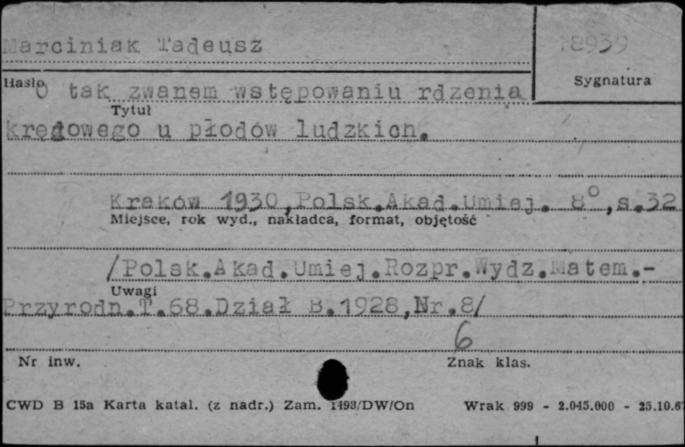 Marciniak Tadeusz
78939
Hasło
Sygnatura
O tak zwanem wstępowaniu rdzenia
Tytuł
kręgowego u płodów ludzkich.
Kraków 1930,Polsk.Akad.Umiej. 8°,s.32
Miejsce, rok wyd., nakładca, format, objętość
/Polsk.Akad.Umiej.Rozpr.Wydz.Matem.-
Uwagi
Przyrodn.T.68.Dział B.1928,Nr.8/
6
Nr inw.
Znak klas.
CWD B 15a Karta katal. (z nadr.) Zam. 1493/DW/On Wrak 999 - 2.045.000 - 25.10.6